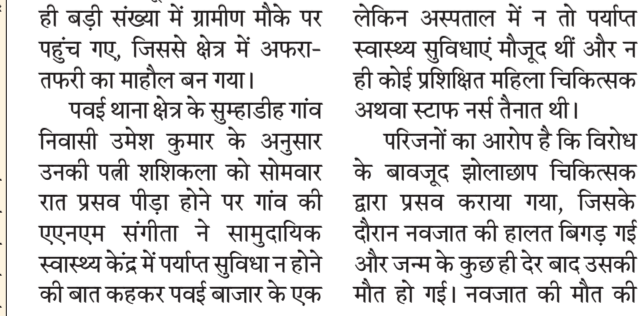 ही बड़ी संख्या में ग्रामीण मौके पर
पहुंच गए, जिससे क्षेत्र में अफरा-
तफरी का माहौल बन गया।
पवई थाना क्षेत्र के सुम्हाडीह गांव
निवासी उमेश कुमार के अनुसार
उनकी पत्नी शशिकला को सोमवार
रात प्रसव पीड़ा होने पर गांव की
एएनएम संगीता ने सामुदायिक
स्वास्थ्य केंद्र में पर्याप्त सुविधा न होने
की बात कहकर पवई बाजार के एक
लेकिन अस्पताल में न तो पर्याप्त
स्वास्थ्य सुविधाएं मौजूद थीं और न
ही कोई प्रशिक्षित महिला चिकित्सक
अथवा स्टाफ नर्स तैनात थी।
परिजनों का आरोप है कि विरोध
के बावजूद झोलाछाप चिकित्सक
द्वारा प्रसव कराया गया, जिसके
दौरान नवजात की हालत बिगड़ गई
और जन्म के कुछ ही देर बाद उसकी
मौत हो गई। नवजात की मौत की